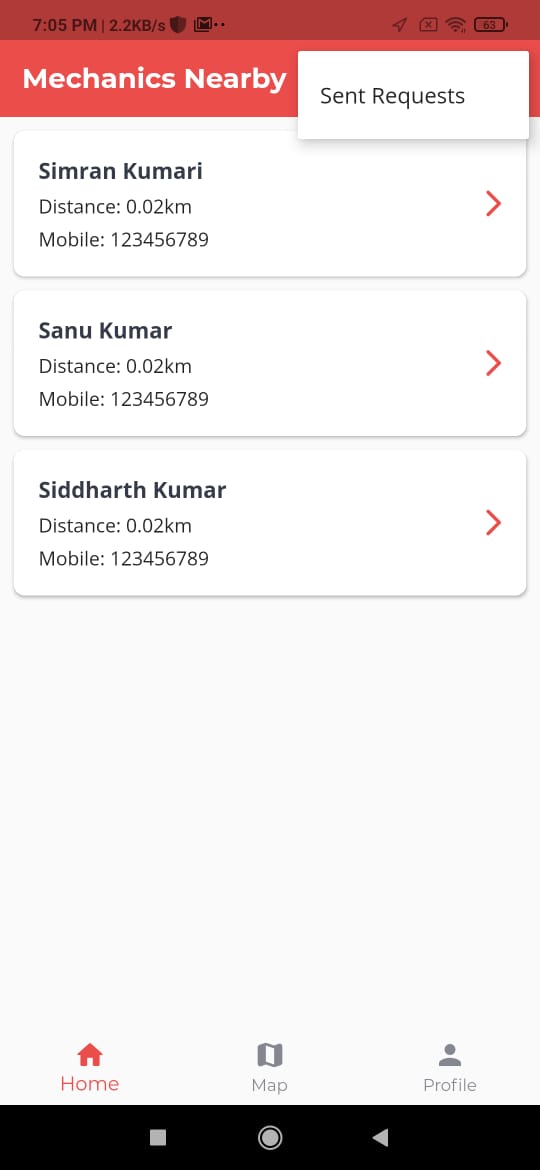 7:05 PM | 2.2KB/s
63
Mechanics Nearby
Sent Requests
Simran Kumari
Distance: 0.02km
Mobile: 123456789
Sanu Kumar
Distance: 0.02km
Mobile: 123456789
Siddharth Kumar
Distance: 0.02km
Mobile: 123456789
Home
Map
Profile